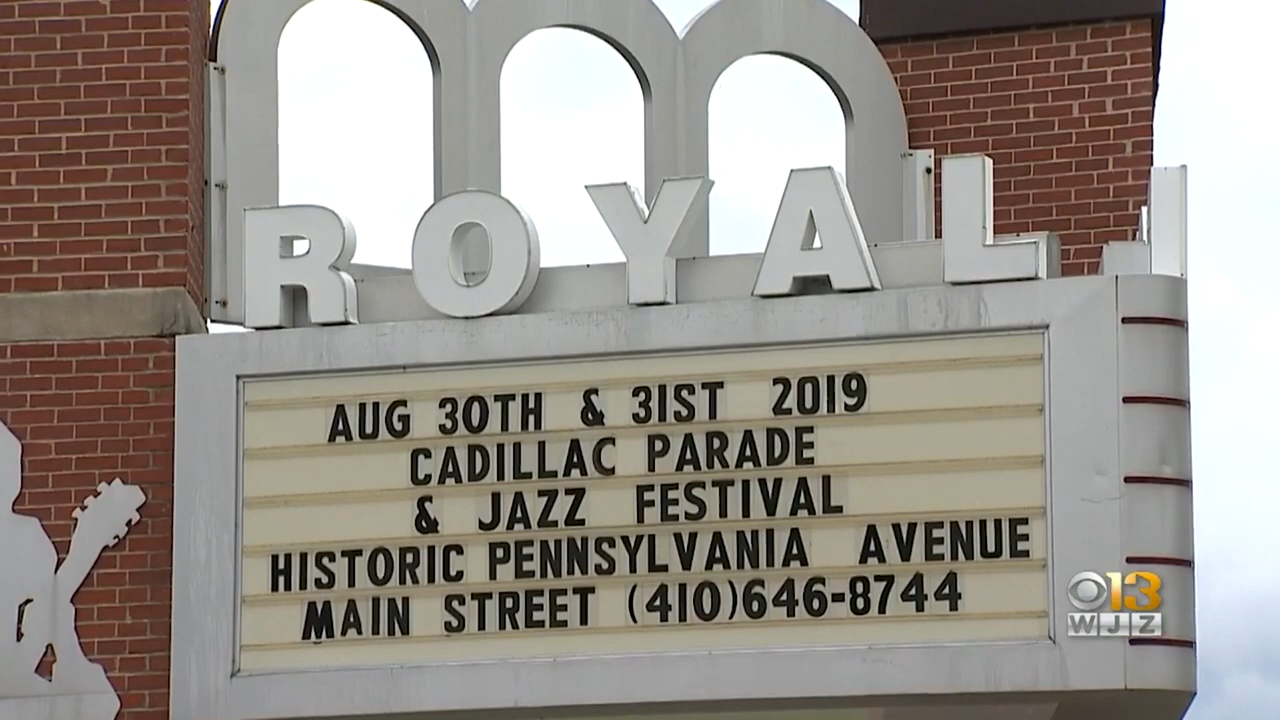 ROYAL
AUG 30TH & 31ST 2019
CADILLAC PARADE
& JAZZ FESTIVAL
HISTORIC PENNSYLVANIA AVENUE
MAIN STREET (410)646-8744
13
WJZ